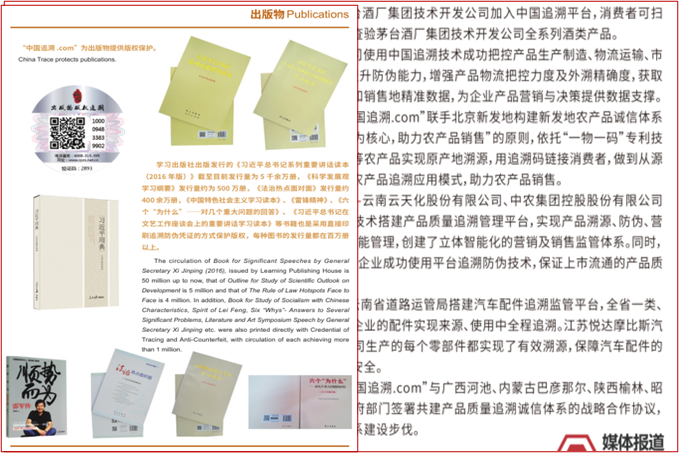 出版物 Publications
“中国追溯.com”为出版物提供版权保护。
China Trace protects publications.
出版物版权追溯
1000
0948
3383
9902
验证码：2893
习近平用典
学习出版社出版发行的《习近平总书记系列重要讲话读本
（2016 年版）》截至目前发行量为 5 千余万册，《科学发展观
学习纲要》发行量约为 500 万册，《法治热点面对面》发行量约
400 余万册，《中国特色社会主义学习读本》、《雷锋精神》、《六
个“为什么”——对几个重大问题的回答》、《习近平总书记在
文艺工作座谈会上的重要讲话学习读本》等书籍也是采用直接印
刷追溯防伪凭证的方式保护版权，每种图书的发行量都在百万册
以上。
The circulation of Book for Significant Speeches by General
Secretary Xi Jinping (2016), issued by Learning Publishing House is
50 million up to now, that of Outline for Study of Scientific Outlook on
Development is 5 million and that of The Rule of Law Hotspots Face to
Face is 4 million. In addition, Book for Study of Socialism with Chinese
Characteristics, Spirit of Lei Feng, Six "Whys"- Answers to Several
Significant Problems, Literature and Art Symposium Speech by General
Secretary Xi Jinping etc. were also printed directly with Credential of
Tracing and Anti-Counterfeit, with circulation of each achieving more
than 1 million.
顺势
而为
六个“为什么”
台酒厂集团技术开发公司加入中国追溯平台，消费者可扫
查验茅台酒厂集团技术开发公司全系列酒类产品。
司使用中国追溯技术成功把控产品生产制造、物流运输、市
升防伪能力，增强产品物流把控力度及外溯精确度，获取
和销售地精准数据，为企业产品营销与决策提供数据支撑。
国追溯.com”联手北京新发地构建新发地农产品诚信体系
为核心，助力农产品销售”的原则，依托“一物一码”专利技
等农产品实现原产地溯源，用追溯码链接消费者，做到从源
农产品追溯应用模式，助力农产品销售。
云南云天化股份有限公司、中农集团控股股份有限公司
技术搭建产品质量追溯管理平台，实现产品溯源、防伪、营
能管理，创建了立体智能化的营销及销售监管体系。同时，
企业成功使用平台追溯防伪技术，保证上市流通的产品质
云南省道路运管局搭建汽车配件追溯监管平台，全省一类、
企业的配件实现来源、使用中全程追溯。江苏悦达摩比斯汽
司生产的每个零部件都实现了有效溯源，保障汽车配件的
安全。
国追溯.com”与广西河池、内蒙古巴彦那尔、陕西榆林、昭
府部门签署共建产品质量追溯诚信体系的战略合作协议，
系建设步伐。
媒体报道